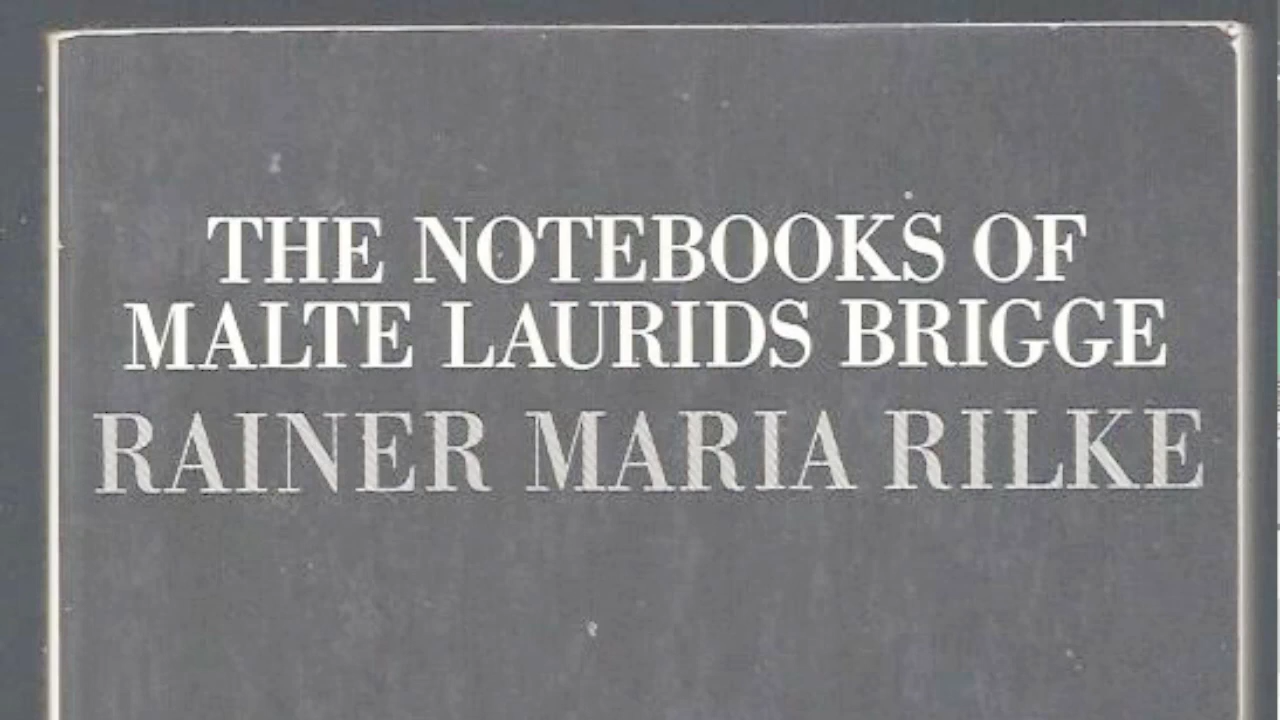 THE NOTEBOOKS OF
MALTE LAURIDS BRIGGE
RAINER MARIA RILKE